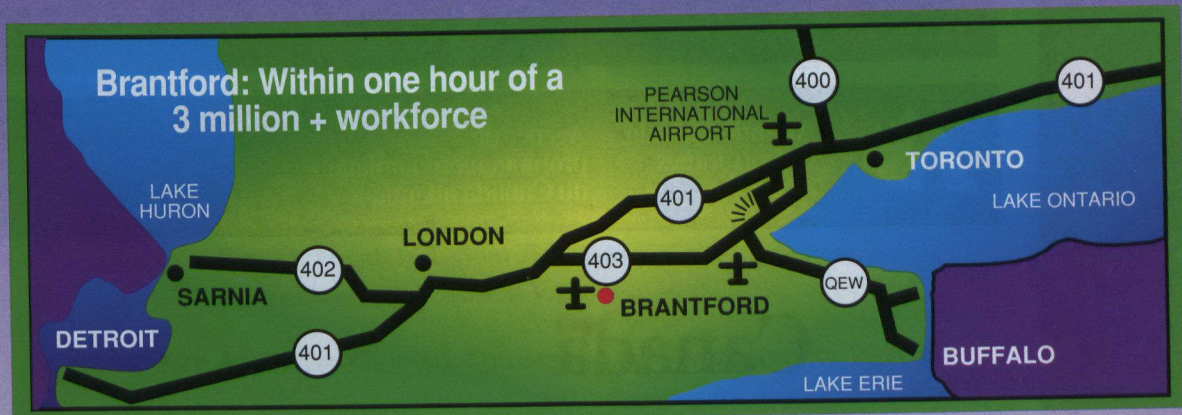 Brantford: Within one hour of a
3 million + workforce
400
401
PEARSON
INTERNATIONAL
AIRPORT
TORONTO
LAKE
HURON
401
LAKE ONTARIO
LONDON
402
403
SARNIA
QEW
BRANTFORD
DETROIT
401
BUFFALO
LAKE ERIE